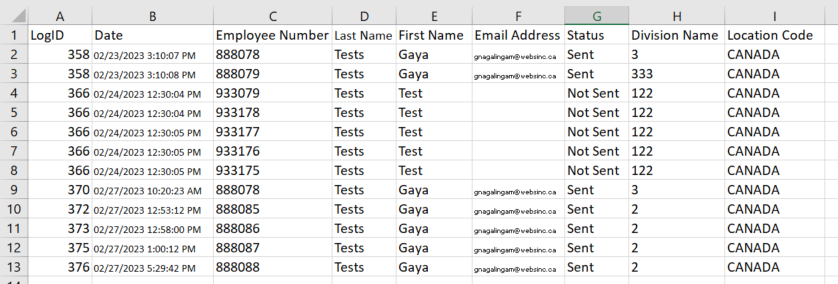 A B C D E F G H I
1 LogID Date Employee Number Last Name First Name Email Address Status Division Name Location Code
2 358 02/23/2023 3:10:07 PM 888078 Tests Gaya gnagalingam@websinc.ca Sent 3 CANADA
3 358 02/23/2023 3:10:08 PM 888079 Tests Gaya gnagalingam@websinc.ca Sent 333 CANADA
4 366 02/24/2023 12:30:04 PM 933079 Tests Test Not Sent 122 CANADA
5 366 02/24/2023 12:30:04 PM 933178 Tests Test Not Sent 122 CANADA
6 366 02/24/2023 12:30:05 PM 933177 Tests Test Not Sent 122 CANADA
7 366 02/24/2023 12:30:05 PM 933176 Tests Test Not Sent 122 CANADA
8 366 02/24/2023 12:30:05 PM 933175 Tests Test Not Sent 122 CANADA
9 370 02/27/2023 10:20:23 AM 888078 Tests Gaya gnagalingam@websinc.ca Sent 3 CANADA
10 372 02/27/2023 12:53:12 PM 888085 Tests Gaya gnagalingam@websinc.ca Sent 2 CANADA
11 373 02/27/2023 12:58:00 PM 888086 Tests Gaya gnagalingam@websinc.ca Sent 2 CANADA
12 375 02/27/2023 1:00:12 PM 888087 Tests Gaya gnagalingam@websinc.ca Sent 2 CANADA
13 376 02/27/2023 5:29:42 PM 888088 Tests Gaya gnagalingam@websinc.ca Sent 2 CANADA